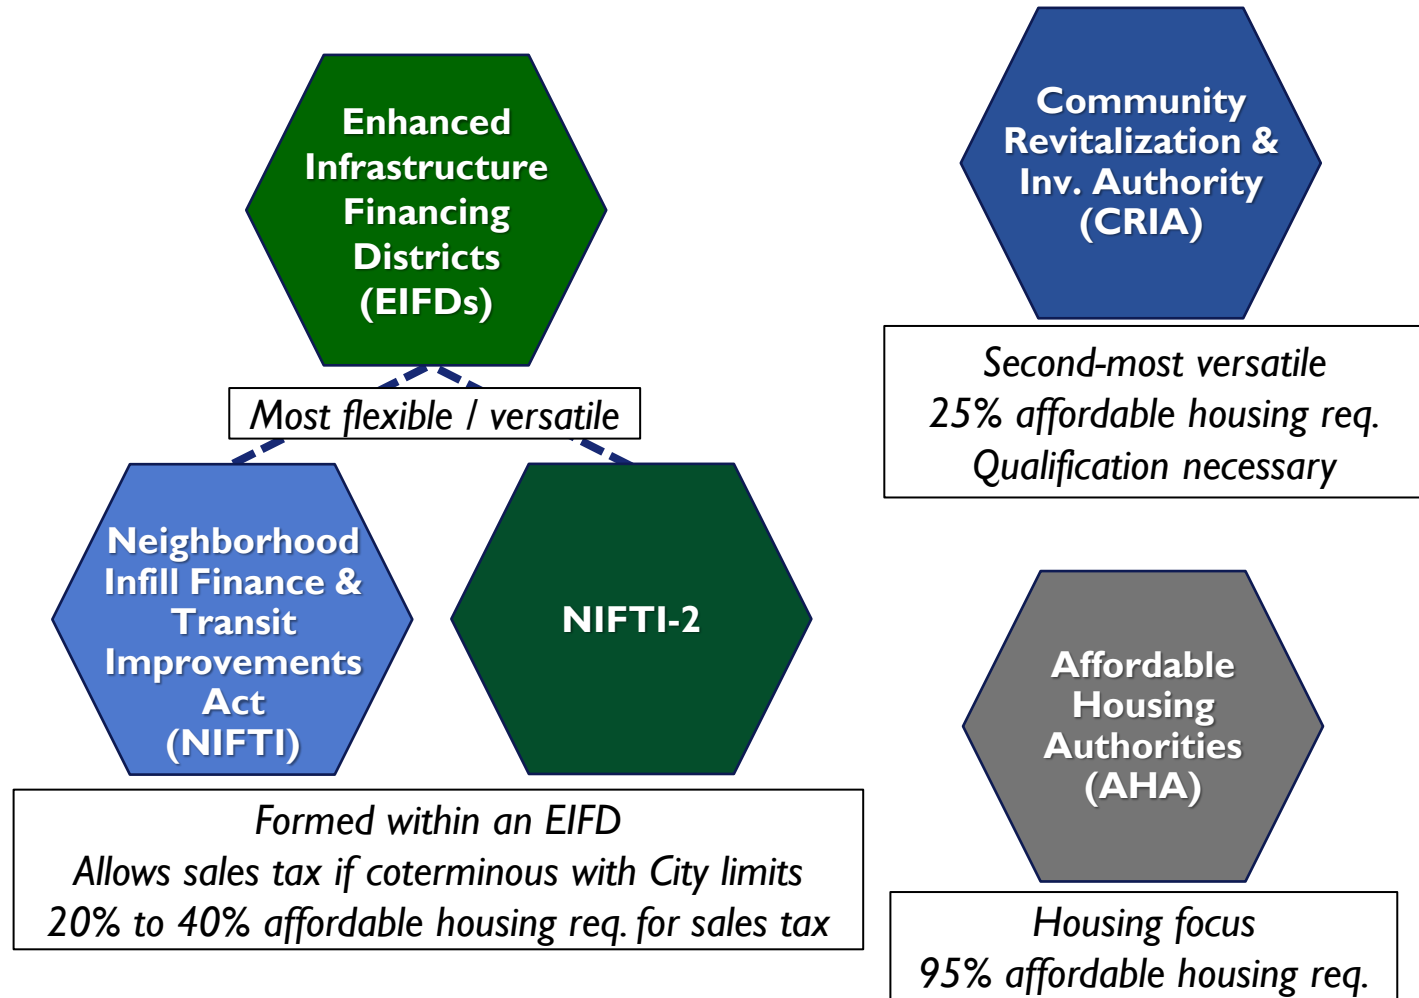 Enhanced
Infrastructure
Financing
Districts
(EIFDs)
Most flexible / versatile
Neighborhood
Infill Finance &
Transit
Improvements
Act
(NIFTI)
NIFTI-2
Formed within an EIFD
Allows sales tax if coterminous with City limits
20% to 40% affordable housing req. for sales tax
Community
Revitalization &
Inv. Authority
(CRIA)
Second-most versatile
25% affordable housing req.
Qualification necessary
Affordable
Housing
Authorities
(AHA)
Housing focus
95% affordable housing req.